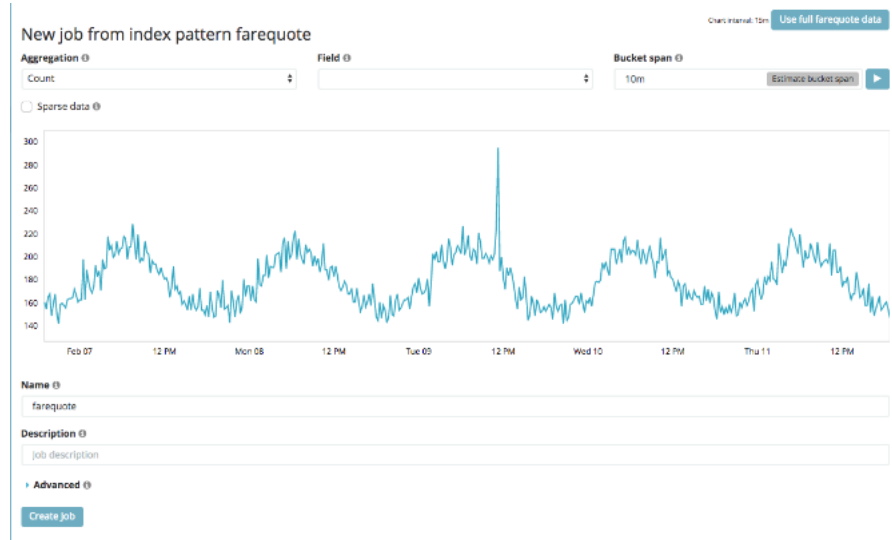 Chart interval: 15m Use full farequote data
New job from index pattern farequote
Aggregation Field Bucket span
Count 10m Estimate bucket span
Sparse data
300
280
260
240
220
200
180
160
140
Feb 07 12 PM Mon 08 12 PM Tue 09 12 PM Wed 10 12 PM Thu 11 12 PM
Name
farequote
Description
Job description
Advanced
Create Job